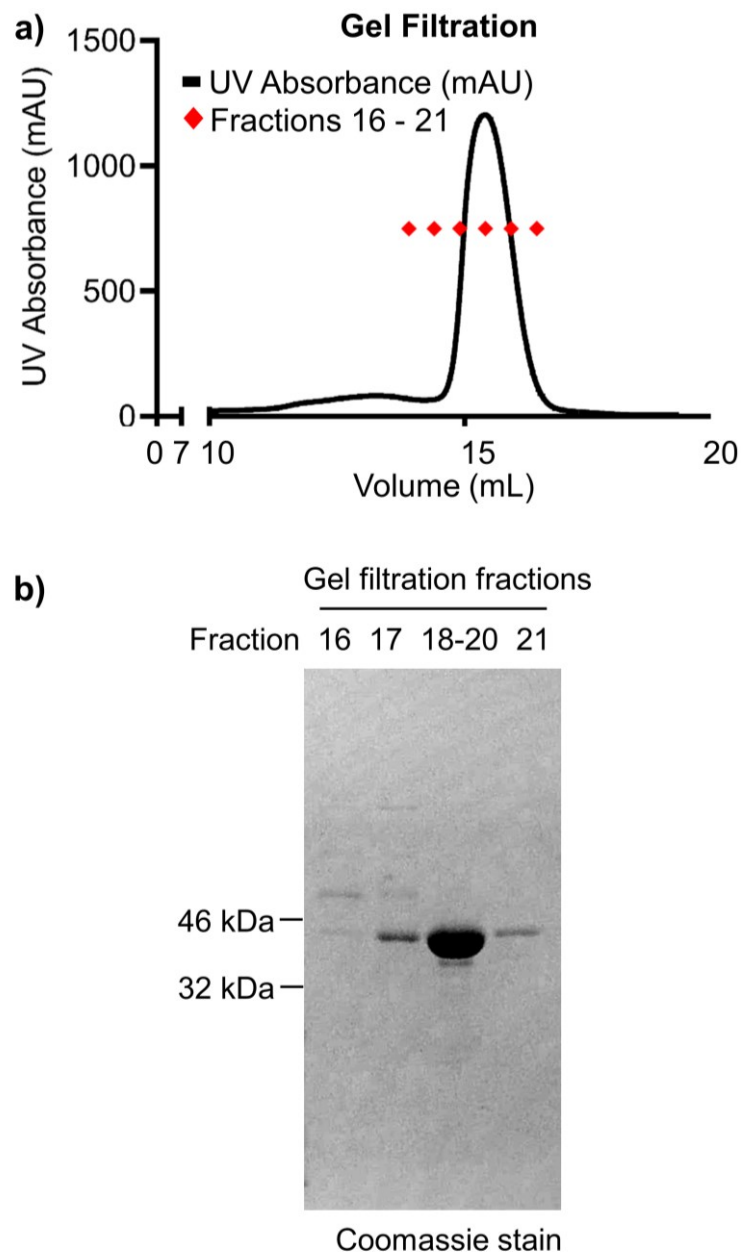 a)
Gel Filtration
UV Absorbance (mAU)
1500
1000
500
0
UV Absorbance (mAU)
Fractions 16 - 21
0 7 10 15 20
Volume (mL)
b)
Gel filtration fractions
Fraction 16 17 18-20 21
46 kDa
32 kDa
Coomassie stain